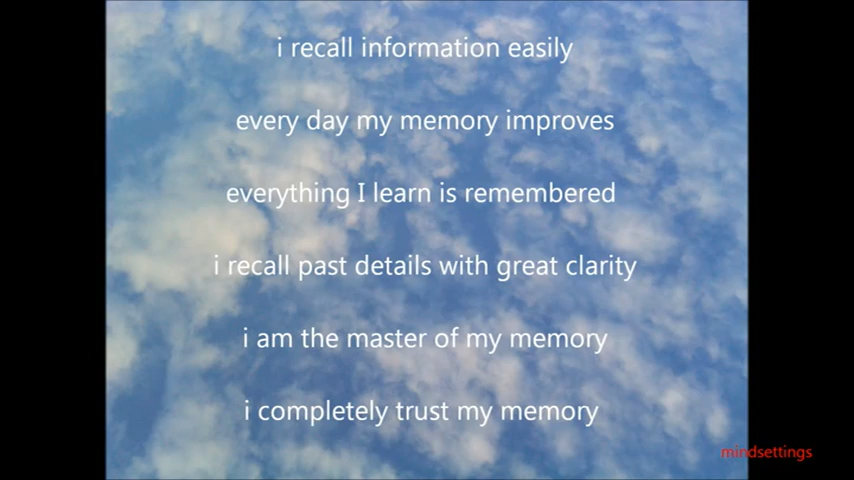 i recall information easily
every day my memory improves
everything I learn is remembered
i recall past details with great clarity
i am the master of my memory
i completely trust my memory
mindsettings